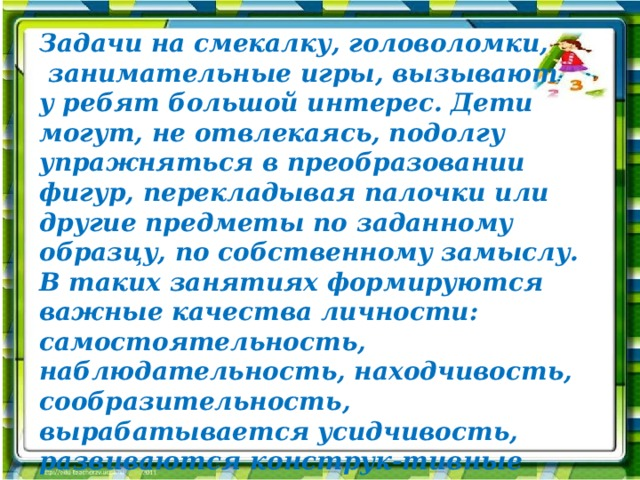 Задачи на смекалку, головоломки,
занимательные игры, вызывают
у ребят большой интерес. Дети
могут, не отвлекаясь, подолгу
упражняться в преобразовании
фигур, перекладывая палочки или
другие предметы по заданному
образцу, по собственному замыслу.
В таких занятиях формируются
важные качества личности:
самостоятельность,
наблюдательность, находчивость,
сообразительность,
вырабатывается усидчивость,
развиваются конструк-тивные